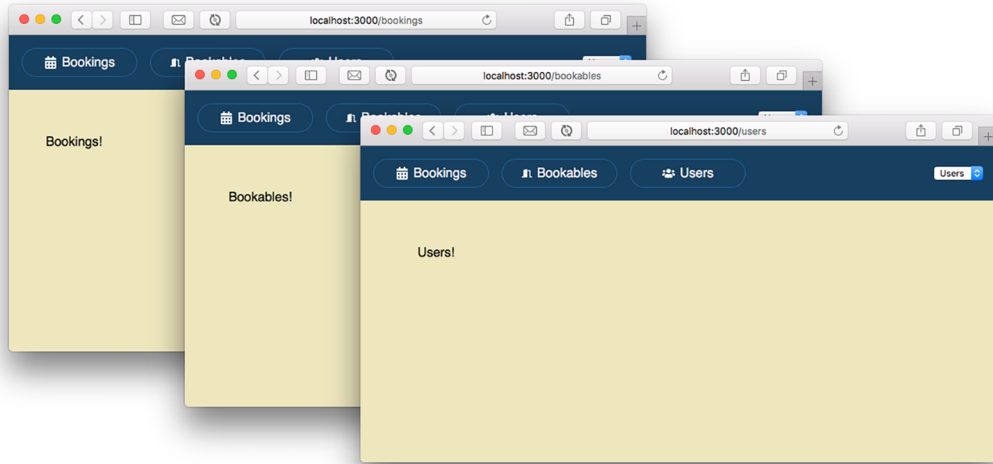 localhost:3000/bookings
Bookings
Bookings!
localhost:3000/bookables
Bookings
Bookables!
localhost:3000/users
Bookings
Bookables
Users
Users
Users!